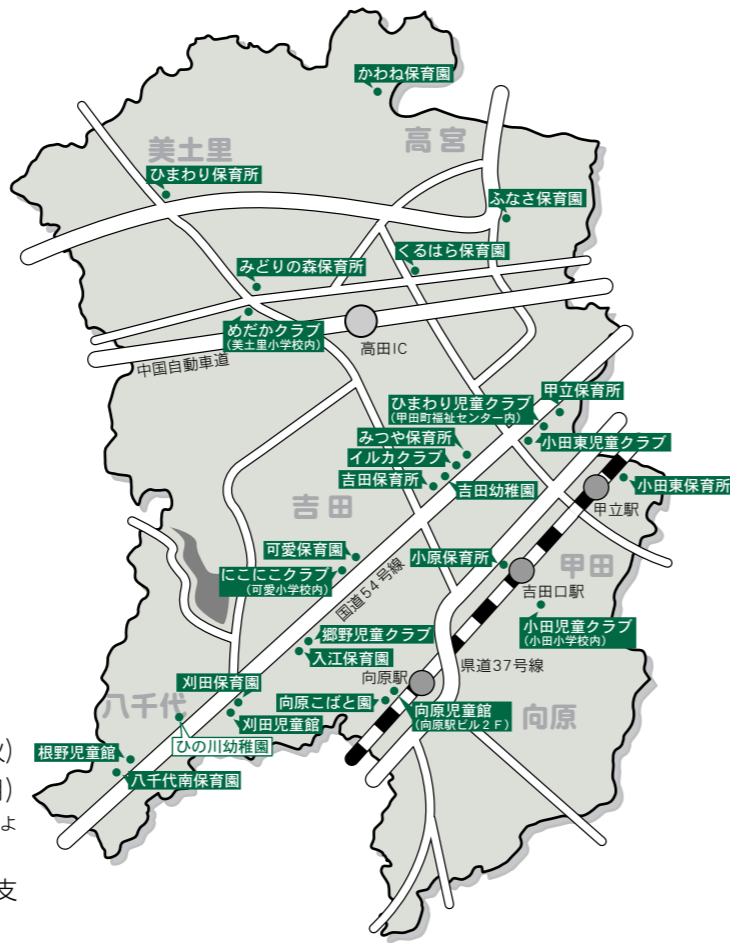 かわね保育園
高宮
美土里
ひまわり保育所
ふなさ保育園
くるはら保育園
みどりの森保育所
めだかクラブ
(美土里小学校内)
高田IC
中国自動車道
甲立保育所
ひまわり児童クラブ
(甲田町福祉センター内)
小田東児童クラブ
みつや保育所
イルカクラブ
吉田保育所
吉田幼稚園
小田東保育所
甲立駅
吉田
可愛保育園
にこにこクラブ
(可愛小学校内)
国道54号線
小原保育所
甲田
吉田口駅
小田児童クラブ
(小田小学校内)
郷野児童クラブ
入江保育園
県道37号線
向原駅
刈田保育園
向原こばと園
向原児童館
(向原駅ビル2F)
向原
八千代
刈田児童館
ひの川幼稚園
根野児童館
八千代南保育園
)
)
ょ
支